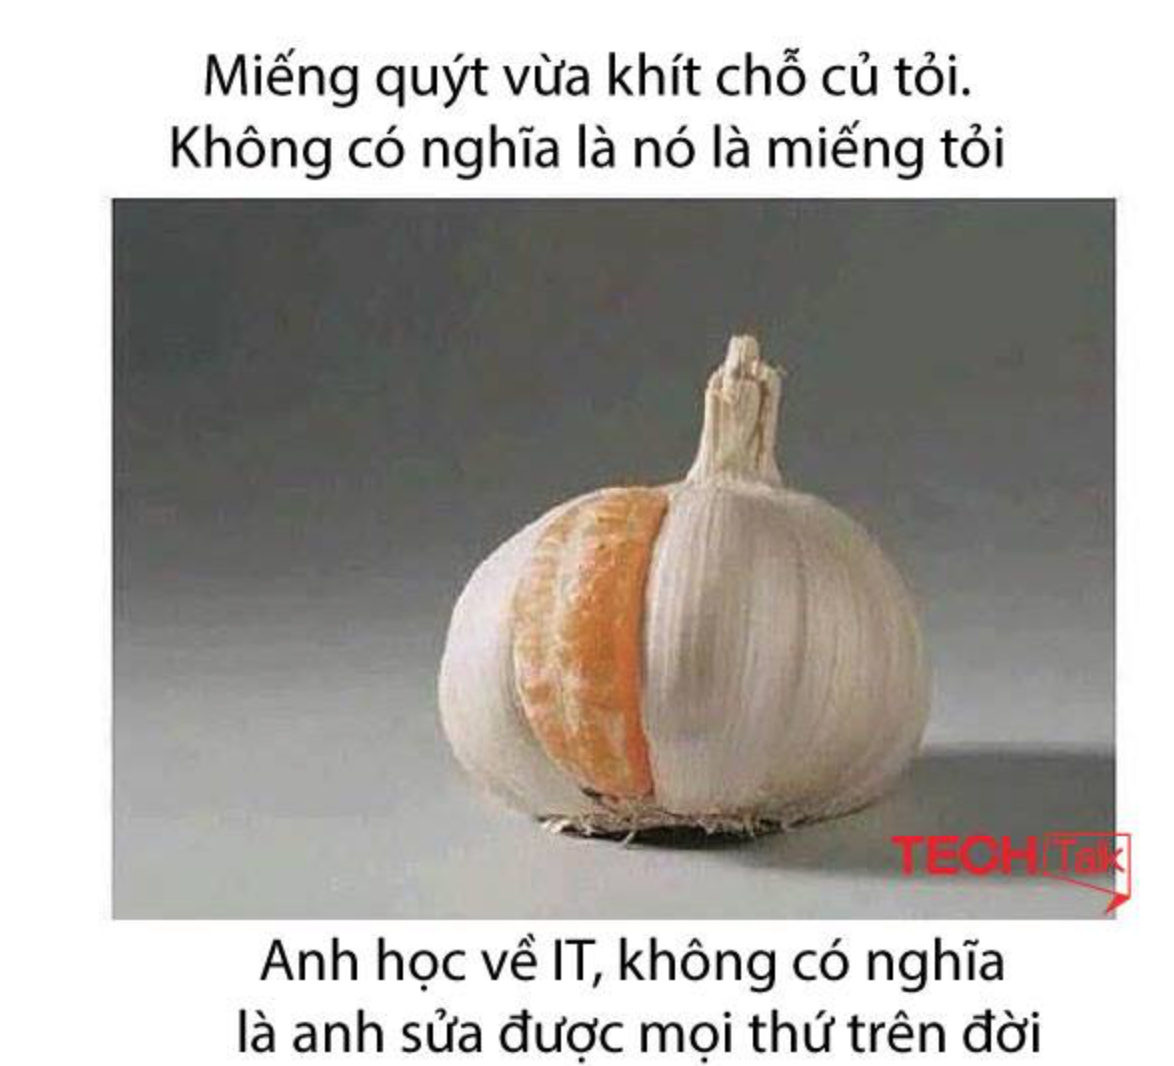 Miếng quýt vừa khít chỗ củ tỏi.
Không có nghĩa là nó là miếng tỏi
TECH Talk
Anh học về IT, không có nghĩa
là anh sửa được mọi thứ trên đời